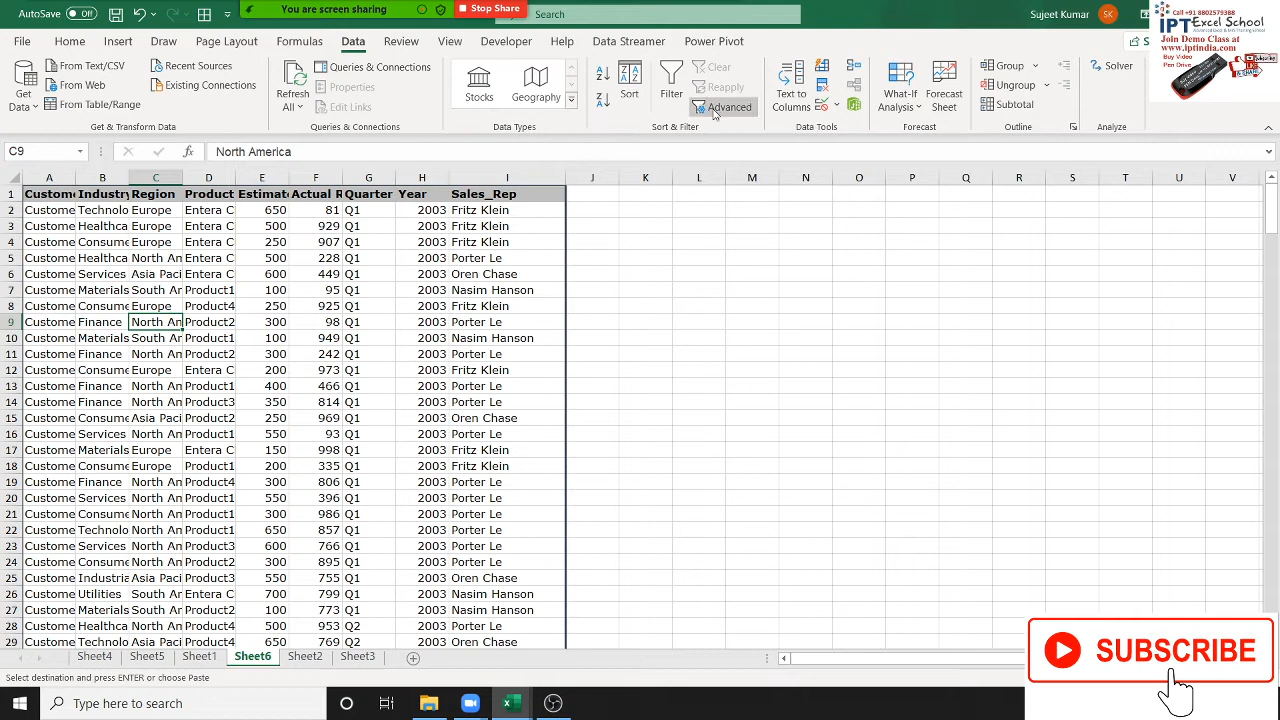 AutoSave Off
You are screen sharing
Stop Share
Search
Sujeet Kumar
SK
Call +91 8802579388
IPT Excel School
Advanced Excel & Vba Training School
Join Demo Class at
www.iptindia.com
Buy Video
Pen Drive
File Home Insert Draw Page Layout Formulas Data Review View Developer Help Data Streamer Power Pivot
From Text/CSV Recent Sources
From Web Existing Connections
From Table/Range
Get Data
Refresh All
Queries & Connections
Properties
Edit Links
Stocks Geography
Sort Filter
Clear
Reapply
Advanced
Text to Columns
What-If Analysis
Forecast Sheet
Group
Ungroup
Subtotal
Solver
Get & Transform Data Queries & Connections Data Types Sort & Filter Data Tools Forecast Outline Analyze
C9 fx North America
A B C D E F G H I J K L M N O P Q R S T U V
1 Custome Industry Region Product Estimate Actual R Quarter Year Sales_Rep
2 Custome Technolo Europe Entera C 650 81 Q1 2003 Fritz Klein
3 Custome Healthca Europe Entera C 500 929 Q1 2003 Fritz Klein
4 Custome Consume Europe Entera C 250 907 Q1 2003 Fritz Klein
5 Custome Healthca North An Entera C 500 228 Q1 2003 Porter Le
6 Custome Services Asia Paci Entera C 600 449 Q1 2003 Oren Chase
7 Custome Materials South An Product1 100 95 Q1 2003 Nasim Hanson
8 Custome Consume Europe Product4 250 925 Q1 2003 Fritz Klein
9 Custome Finance North An Product2 300 98 Q1 2003 Porter Le
10 Custome Materials South An Product1 100 949 Q1 2003 Nasim Hanson
11 Custome Finance North An Product2 300 242 Q1 2003 Porter Le
12 Custome Consume Europe Entera C 200 973 Q1 2003 Fritz Klein
13 Custome Finance North An Product1 400 466 Q1 2003 Porter Le
14 Custome Finance North An Product3 350 814 Q1 2003 Porter Le
15 Custome Consume Asia Paci Product2 250 969 Q1 2003 Oren Chase
16 Custome Services North An Product1 550 93 Q1 2003 Porter Le
17 Custome Materials Europe Entera C 150 998 Q1 2003 Fritz Klein
18 Custome Consume Europe Product1 200 335 Q1 2003 Fritz Klein
19 Custome Finance North An Product4 300 806 Q1 2003 Porter Le
20 Custome Services North An Product1 550 396 Q1 2003 Porter Le
21 Custome Consume North An Product1 300 986 Q1 2003 Porter Le
22 Custome Technolo North An Product1 650 857 Q1 2003 Porter Le
23 Custome Services North An Product3 600 766 Q1 2003 Porter Le
24 Custome Consume North An Product2 300 895 Q1 2003 Porter Le
25 Custome Industria Asia Paci Product3 550 755 Q1 2003 Oren Chase
26 Custome Utilities South An Entera C 700 799 Q1 2003 Nasim Hanson
27 Custome Materials South An Product2 100 773 Q1 2003 Nasim Hanson
28 Custome Healthca North An Product4 500 953 Q2 2003 Porter Le
29 Custome Technolo Asia Paci Product4 650 769 Q2 2003 Oren Chase
Sheet4 Sheet5 Sheet1 Sheet6 Sheet2 Sheet3
Select destination and press ENTER or choose Paste
SUBSCRIBE
Type here to search